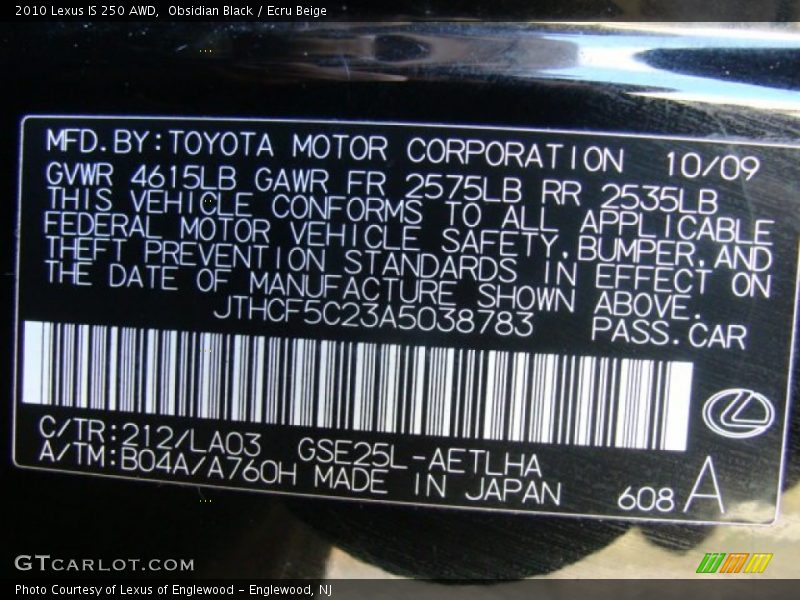 2010 Lexus IS 250 AWD,  Obsidian Black / Ecru Beige
MFD.BY:TOYOTA MOTOR CORPORATION 10/09
GVWR 4615LB GAWR FR 2575LB RR 2535LB
THIS VEHICLE CONFORMS TO ALL APPLICABLE
FEDERAL MOTOR VEHICLE SAFETY,BUMPER,AND
THEFT PREVENTION STANDARDS IN EFFECT ON
THE DATE OF MANUFACTURE SHOWN ABOVE.
JTHCF5C23A5038783 PASS.CAR
C/TR:212/LA03 GSE25L-AETLHA
A/TM:B04A/A760H MADE IN JAPAN 608 A
GTCARLOT.COM
Photo Courtesy of Lexus of Englewood – Englewood, NJ